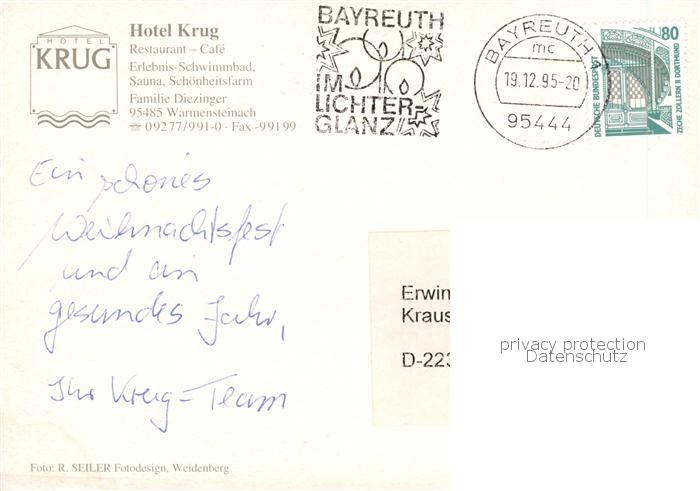 HOTEL
KRUG
Hotel Krug
Restaurant – Café
Erlebnis-Schwimmbad,
Sauna, Schönheitsfarm
Familie Diezinger
95485 Warmensteinach
☎ 09277/991-0 · Fax -99199
BAYREUTH
IM
LICHTER-
GLANZ
BAYREUTH 1
mc
19.12.95-20
95444
80
DEUTSCHE BUNDESPOST
ZECHE ZOLLERN II DORTMUND
Ein schönes
Weihnachtsfest
und ein
gesundes Jahr,
Ihr Krug-Team
Erwin
Kraus
D-223
privacy protection
Datenschutz
Foto: R. SEILER Fotodesign, Weidenberg